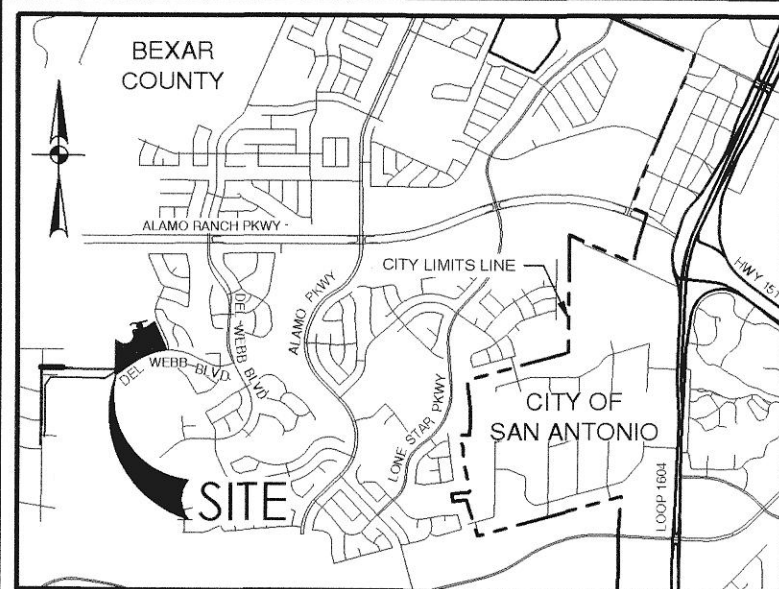 BEXAR
COUNTY
ALAMO RANCH PKWY
CITY LIMITS LINE
HWY 151
DEL WEBB BLVD
ALAMO PKWY
DEL WEBB BLVD.
LONE STAR PKWY
CITY OF
SAN ANTONIO
LOOP 1604
SITE